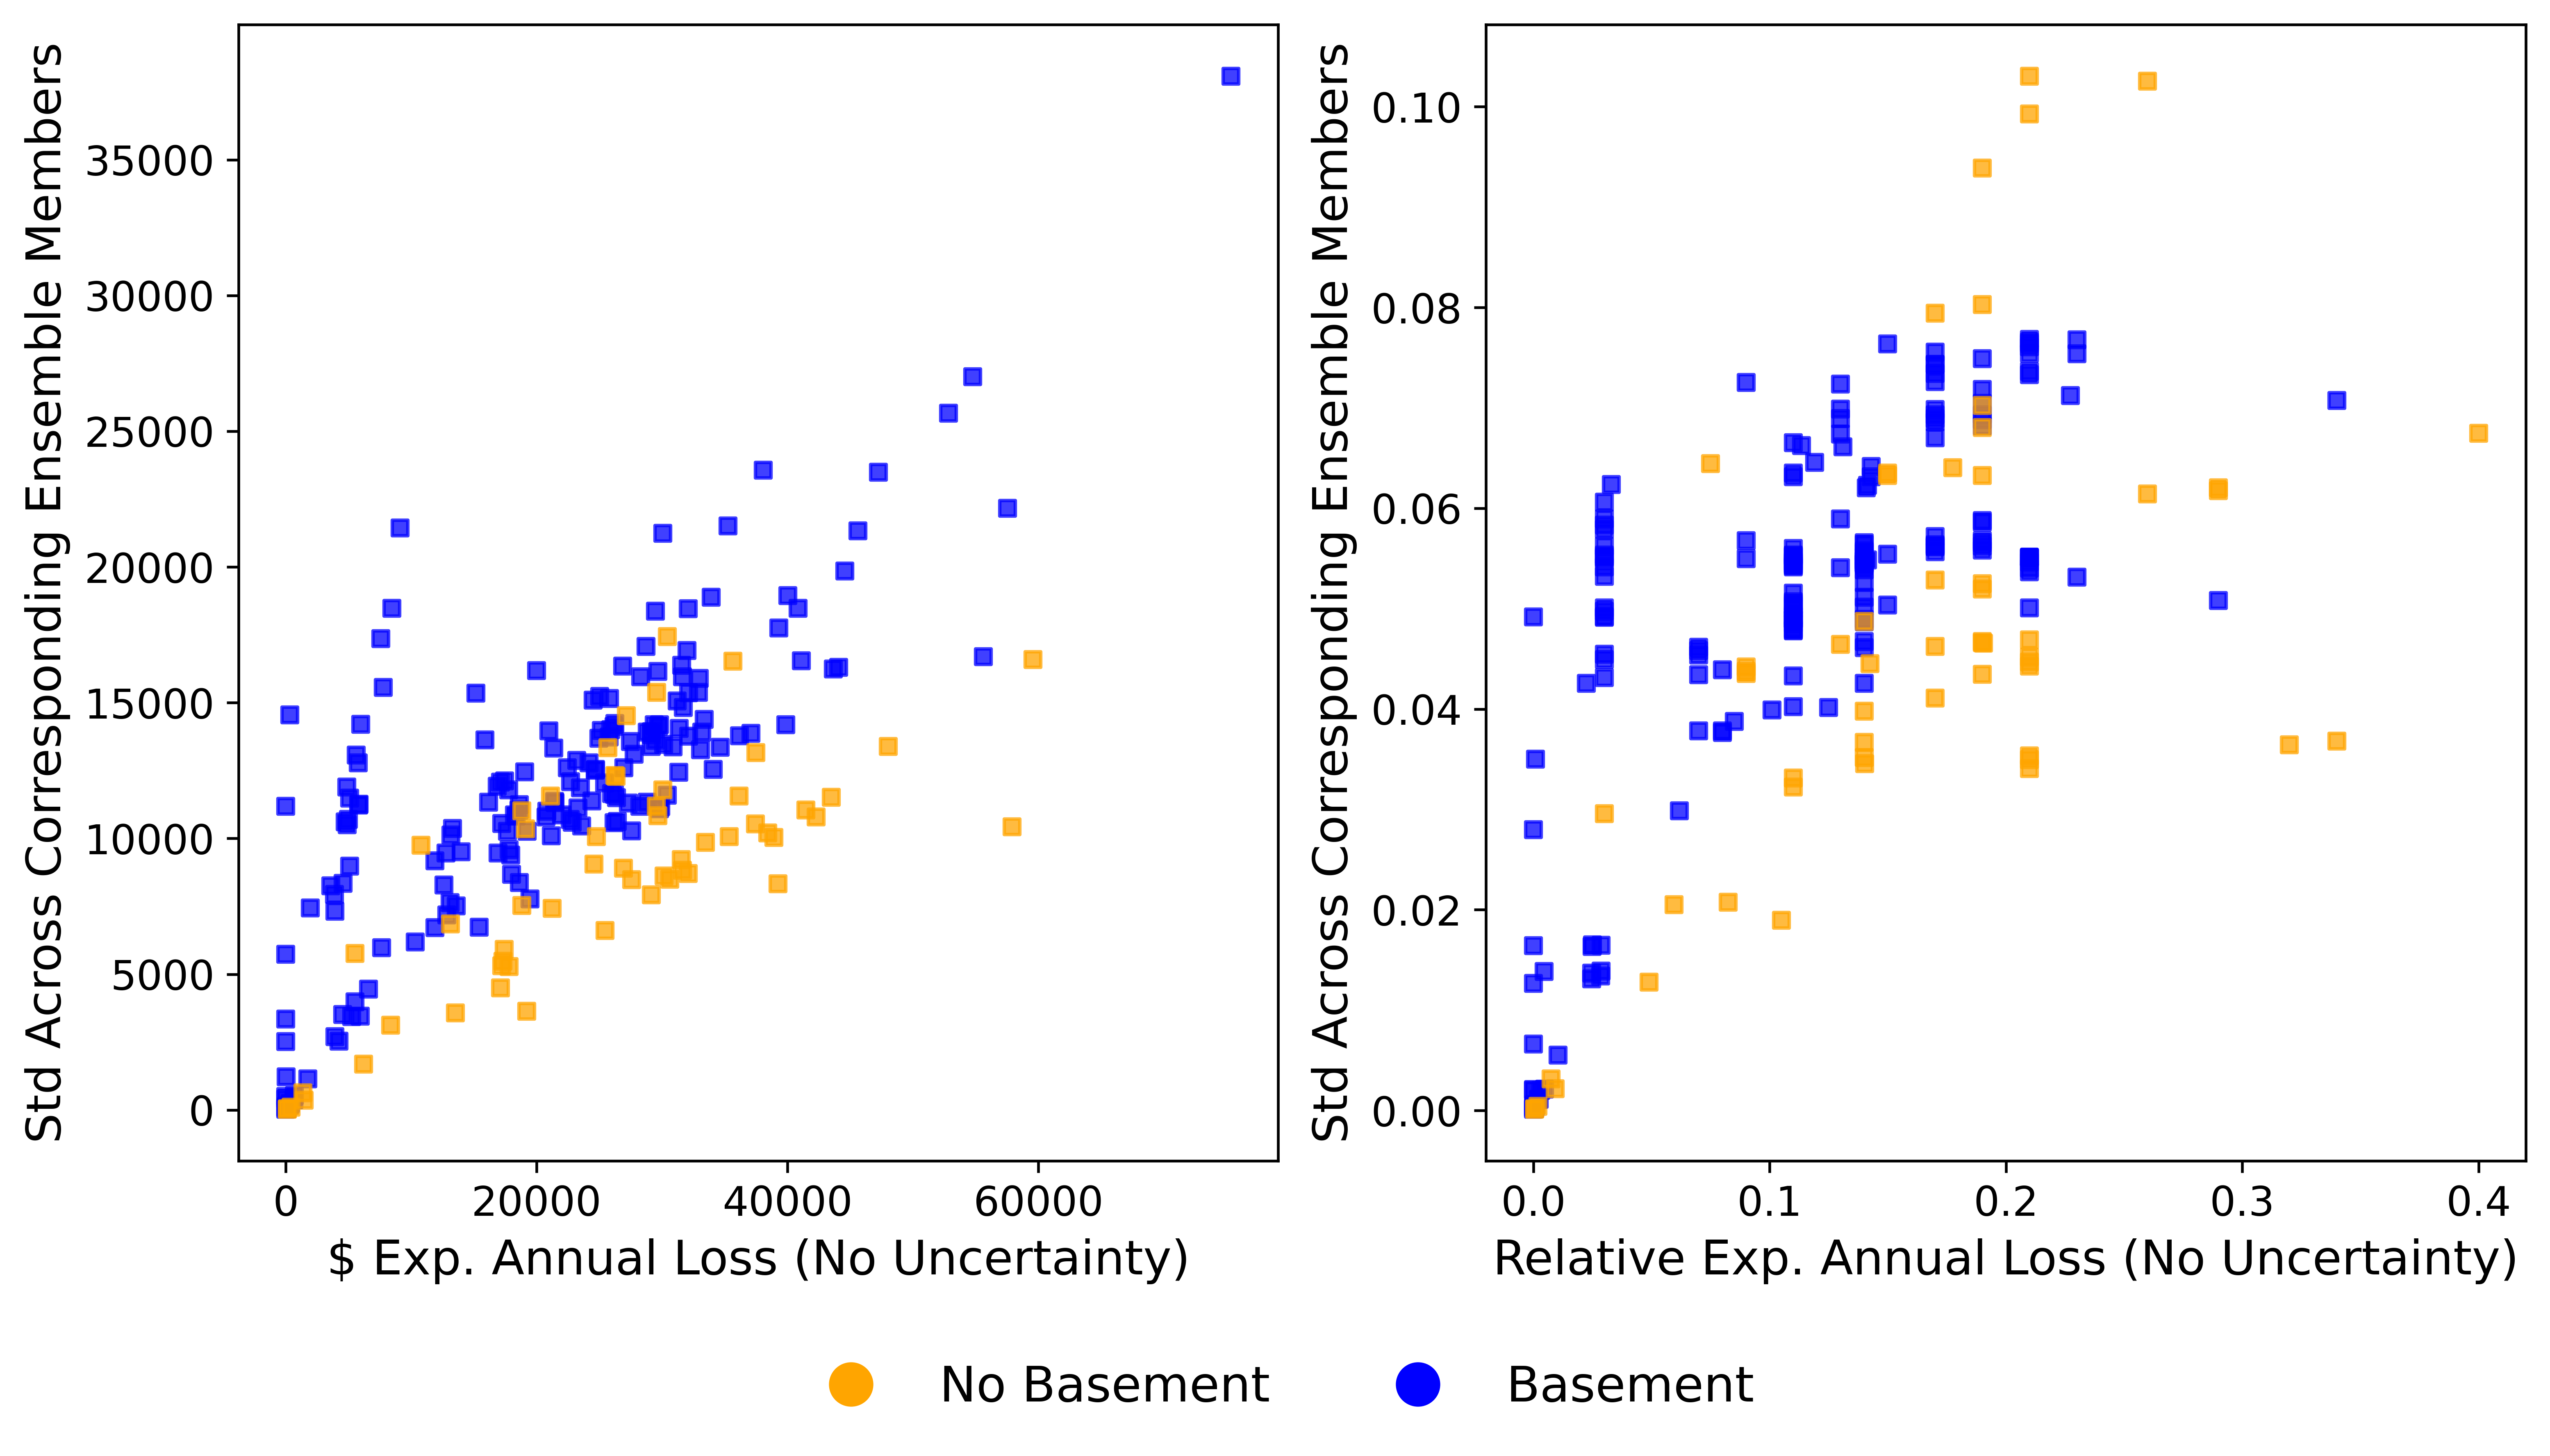 Std Across Corresponding Ensemble Members
35000
30000
25000
20000
15000
10000
5000
0
0 20000 40000 60000
$ Exp. Annual Loss (No Uncertainty)
Std Across Corresponding Ensemble Members
0.10
0.08
0.06
0.04
0.02
0.00
0.0 0.1 0.2 0.3 0.4
Relative Exp. Annual Loss (No Uncertainty)
No Basement Basement